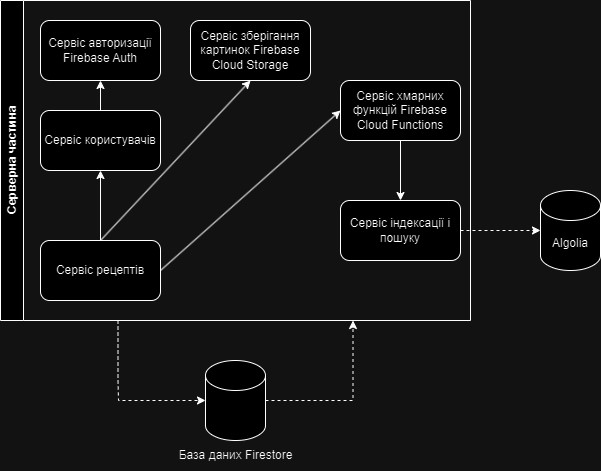 Серверна частина
Сервіс авторизації
Firebase Auth
Сервіс зберігання
картинок Firebase
Cloud Storage
Сервіс хмарних
функцій Firebase
Cloud Functions
Сервіс користувачів
Сервіс індексації і
пошуку
Algolia
Сервіс рецептів
База даних Firestore